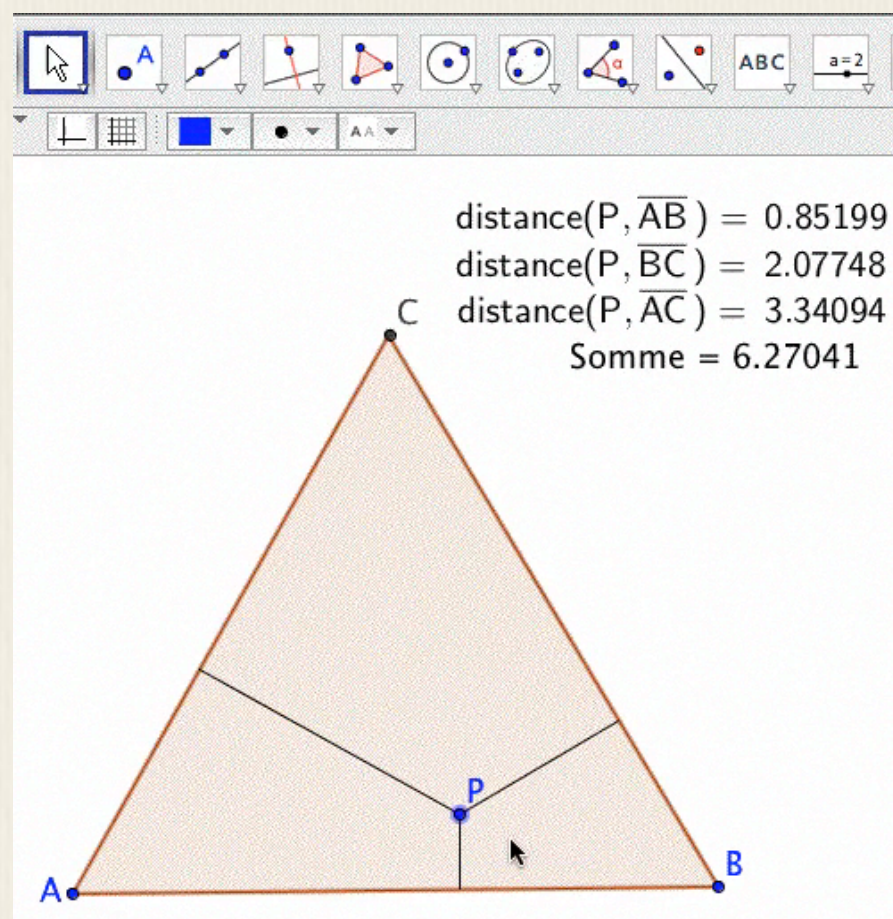 A α ABC a=2
A A
distance(P, AB) = 0.85199
distance(P, BC) = 2.07748
distance(P, AC) = 3.34094
Somme = 6.27041
C
P
B
A